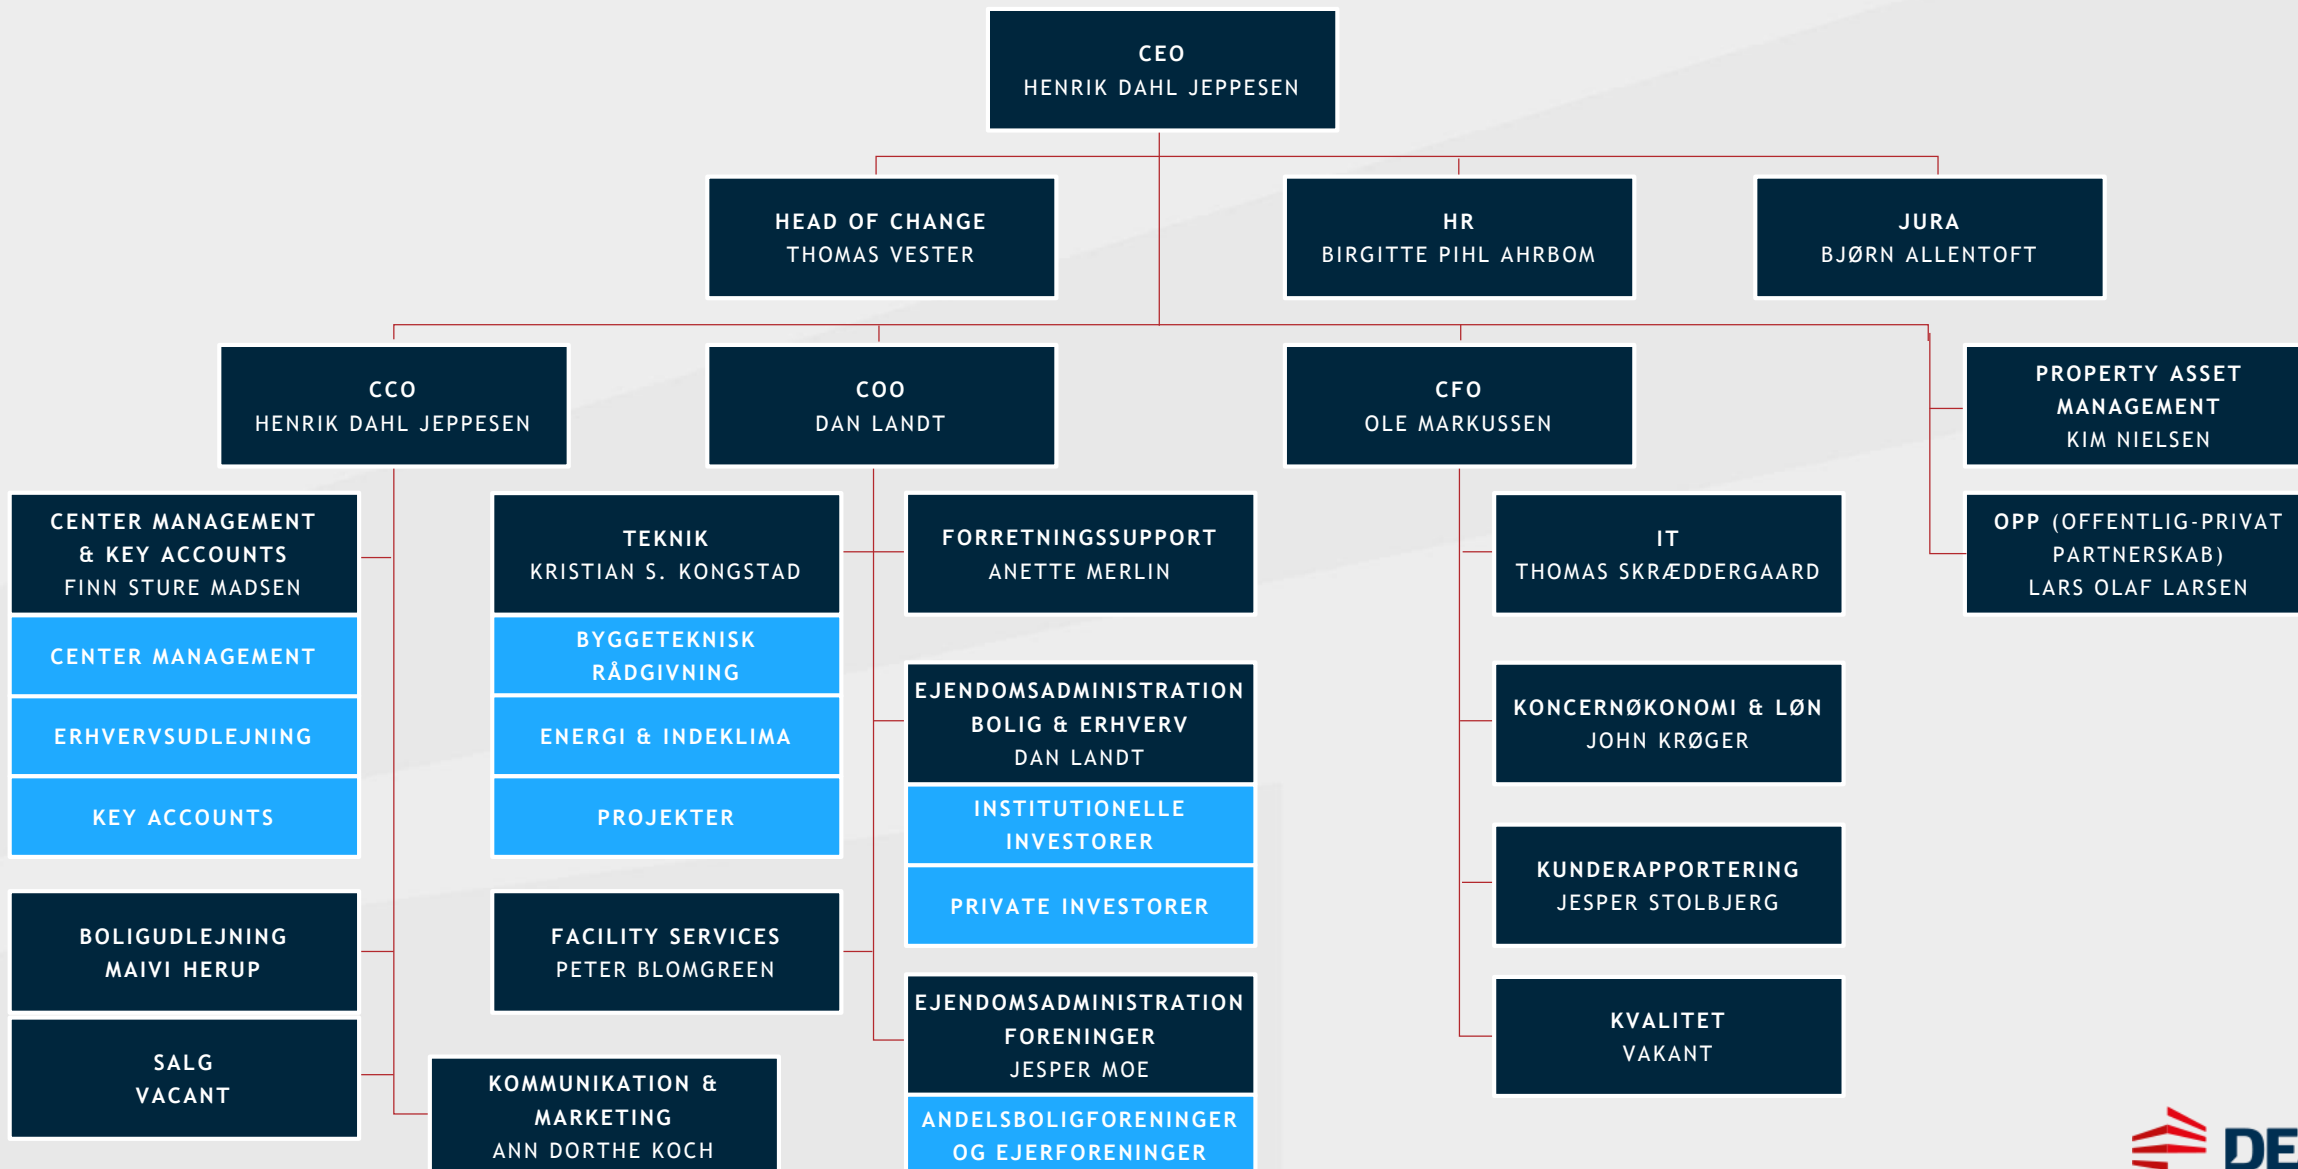 CEO
HENRIK DAHL JEPPESEN
HEAD OF CHANGE
THOMAS VESTER
HR
BIRGITTE PIHL AHRBOM
JURA
BJØRN ALLENTOFT
CCO
HENRIK DAHL JEPPESEN
COO
DAN LANDT
CFO
OLE MARKUSSEN
PROPERTY ASSET
MANAGEMENT
KIM NIELSEN
CENTER MANAGEMENT
& KEY ACCOUNTS
FINN STURE MADSEN
CENTER MANAGEMENT
ERHVERVSUDLEJNING
KEY ACCOUNTS
TEKNIK
KRISTIAN S. KONGSTAD
BYGGETEKNISK
RÅDGIVNING
ENERGI & INDEKLIMA
PROJEKTER
FORRETNINGSSUPPORT
ANETTE MERLIN
EJENDOMSADMINISTRATION
BOLIG & ERHVERV
DAN LANDT
INSTITUTIONELLE
INVESTORER
PRIVATE INVESTORER
IT
THOMAS SKRÆDDERGAARD
OPP (OFFENTLIG-PRIVAT
PARTNERSKAB)
LARS OLAF LARSEN
KONCERNØKONOMI & LØN
JOHN KRØGER
KUNDERAPPORTERING
JESPER STOLBJERG
KVALITET
VAKANT
BOLIGUDLEJNING
MAIVI HERUP
SALG
VACANT
FACILITY SERVICES
PETER BLOMGREEN
KOMMUNIKATION &
MARKETING
ANN DORTHE KOCH
EJENDOMSADMINISTRATION
FORENINGER
JESPER MOE
ANDELSBOLIGFORENINGER
OG EJERFORENINGER